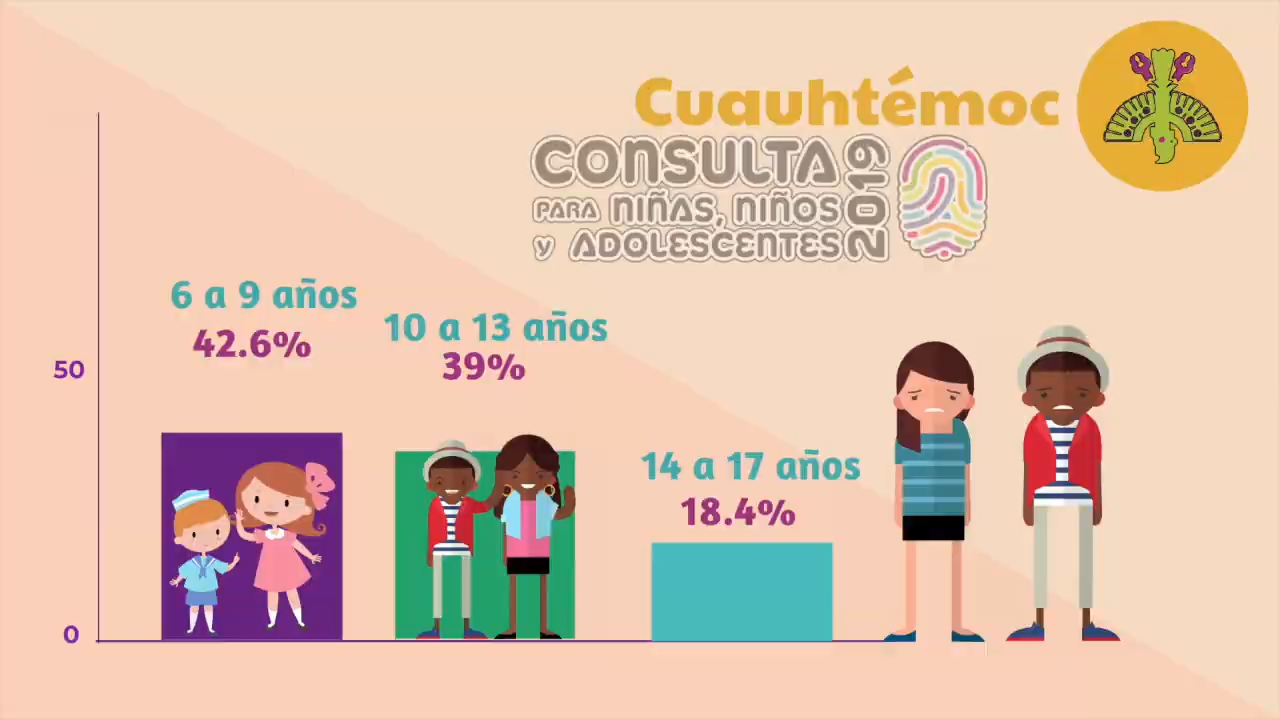 Cuauhtémoc
CONSULTA
PARA NIÑAS, NIÑOS
y ADOLESCENTES
2019
6 a 9 años
42.6%
10 a 13 años
39%
50
14 a 17 años
18.4%
0